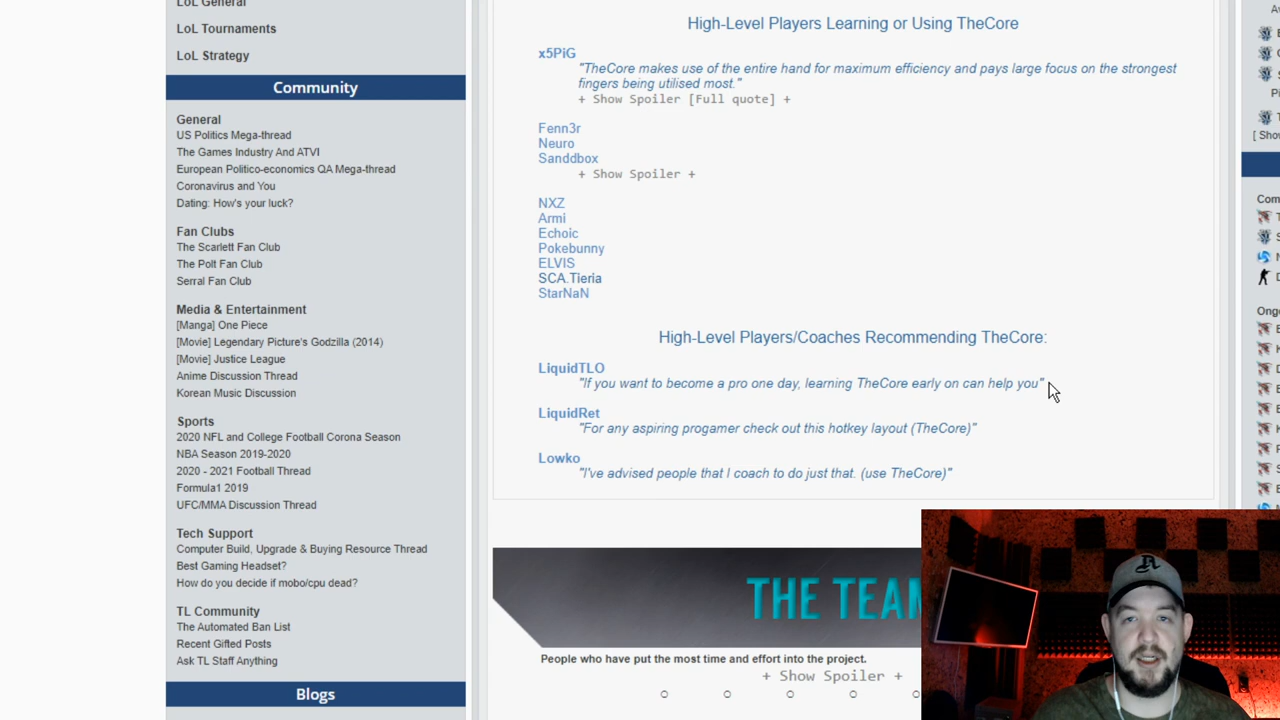 LoL General
LoL Tournaments
LoL Strategy
Community
General
US Politics Mega-thread
The Games Industry And ATVI
European Politico-economics QA Mega-thread
Coronavirus and You
Dating: How's your luck?
Fan Clubs
The Scarlett Fan Club
The Polt Fan Club
Serral Fan Club
Media & Entertainment
[Manga] One Piece
[Movie] Legendary Picture's Godzilla (2014)
[Movie] Justice League
Anime Discussion Thread
Korean Music Discussion
Sports
2020 NFL and College Football Corona Season
NBA Season 2019-2020
2020 - 2021 Football Thread
Formula1 2019
UFC/MMA Discussion Thread
Tech Support
Computer Build, Upgrade & Buying Resource Thread
Best Gaming Headset?
How do you decide if mobo/cpu dead?
TL Community
The Automated Ban List
Recent Gifted Posts
Ask TL Staff Anything
Blogs
High-Level Players Learning or Using TheCore
x5PiG
"TheCore makes use of the entire hand for maximum efficiency and pays large focus on the strongest
fingers being utilised most."
+ Show Spoiler [Full quote] +
Fenn3r
Neuro
Sanddbox
+ Show Spoiler +
NXZ
Armi
Echoic
Pokebunny
ELVIS
SCA.Tieria
StarNaN
High-Level Players/Coaches Recommending TheCore:
LiquidTLO
"If you want to become a pro one day, learning TheCore early on can help you"
LiquidRet
"For any aspiring progamer check out this hotkey layout (TheCore)"
Lowko
"I've advised people that I coach to do just that. (use TheCore)"
THE TEAM
People who have put the most time and effort into the project.
+ Show Spoiler +
[ Show